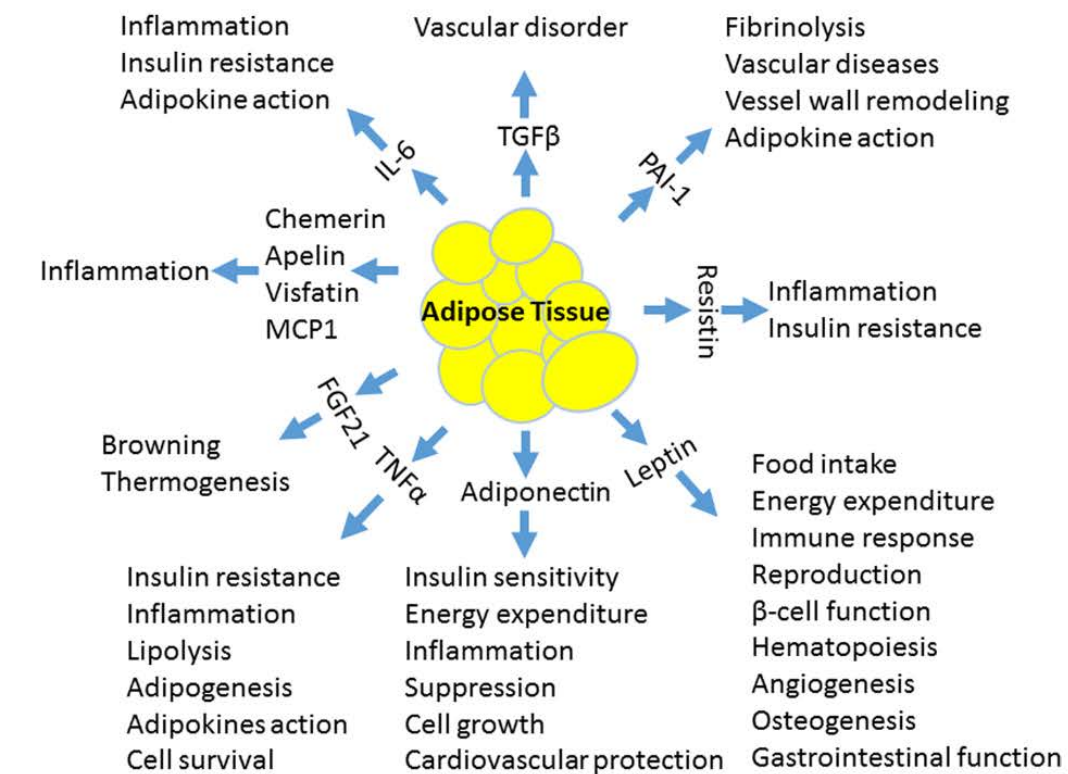 Inflammation
Insulin resistance
Adipokine action
IL-6
Vascular disorder
TGFβ
Fibrinolysis
Vascular diseases
Vessel wall remodeling
Adipokine action
PAI-1
Chemerin
Apelin
Visfatin
MCP1
Inflammation
Adipose Tissue
Resistin
Inflammation
Insulin resistance
FGF21
Browning
Thermogenesis
TNFα
Insulin resistance
Inflammation
Lipolysis
Adipogenesis
Adipokines action
Cell survival
Adiponectin
Insulin sensitivity
Energy expenditure
Inflammation
Suppression
Cell growth
Cardiovascular protection
Leptin
Food intake
Energy expenditure
Immune response
Reproduction
β-cell function
Hematopoiesis
Angiogenesis
Osteogenesis
Gastrointestinal function